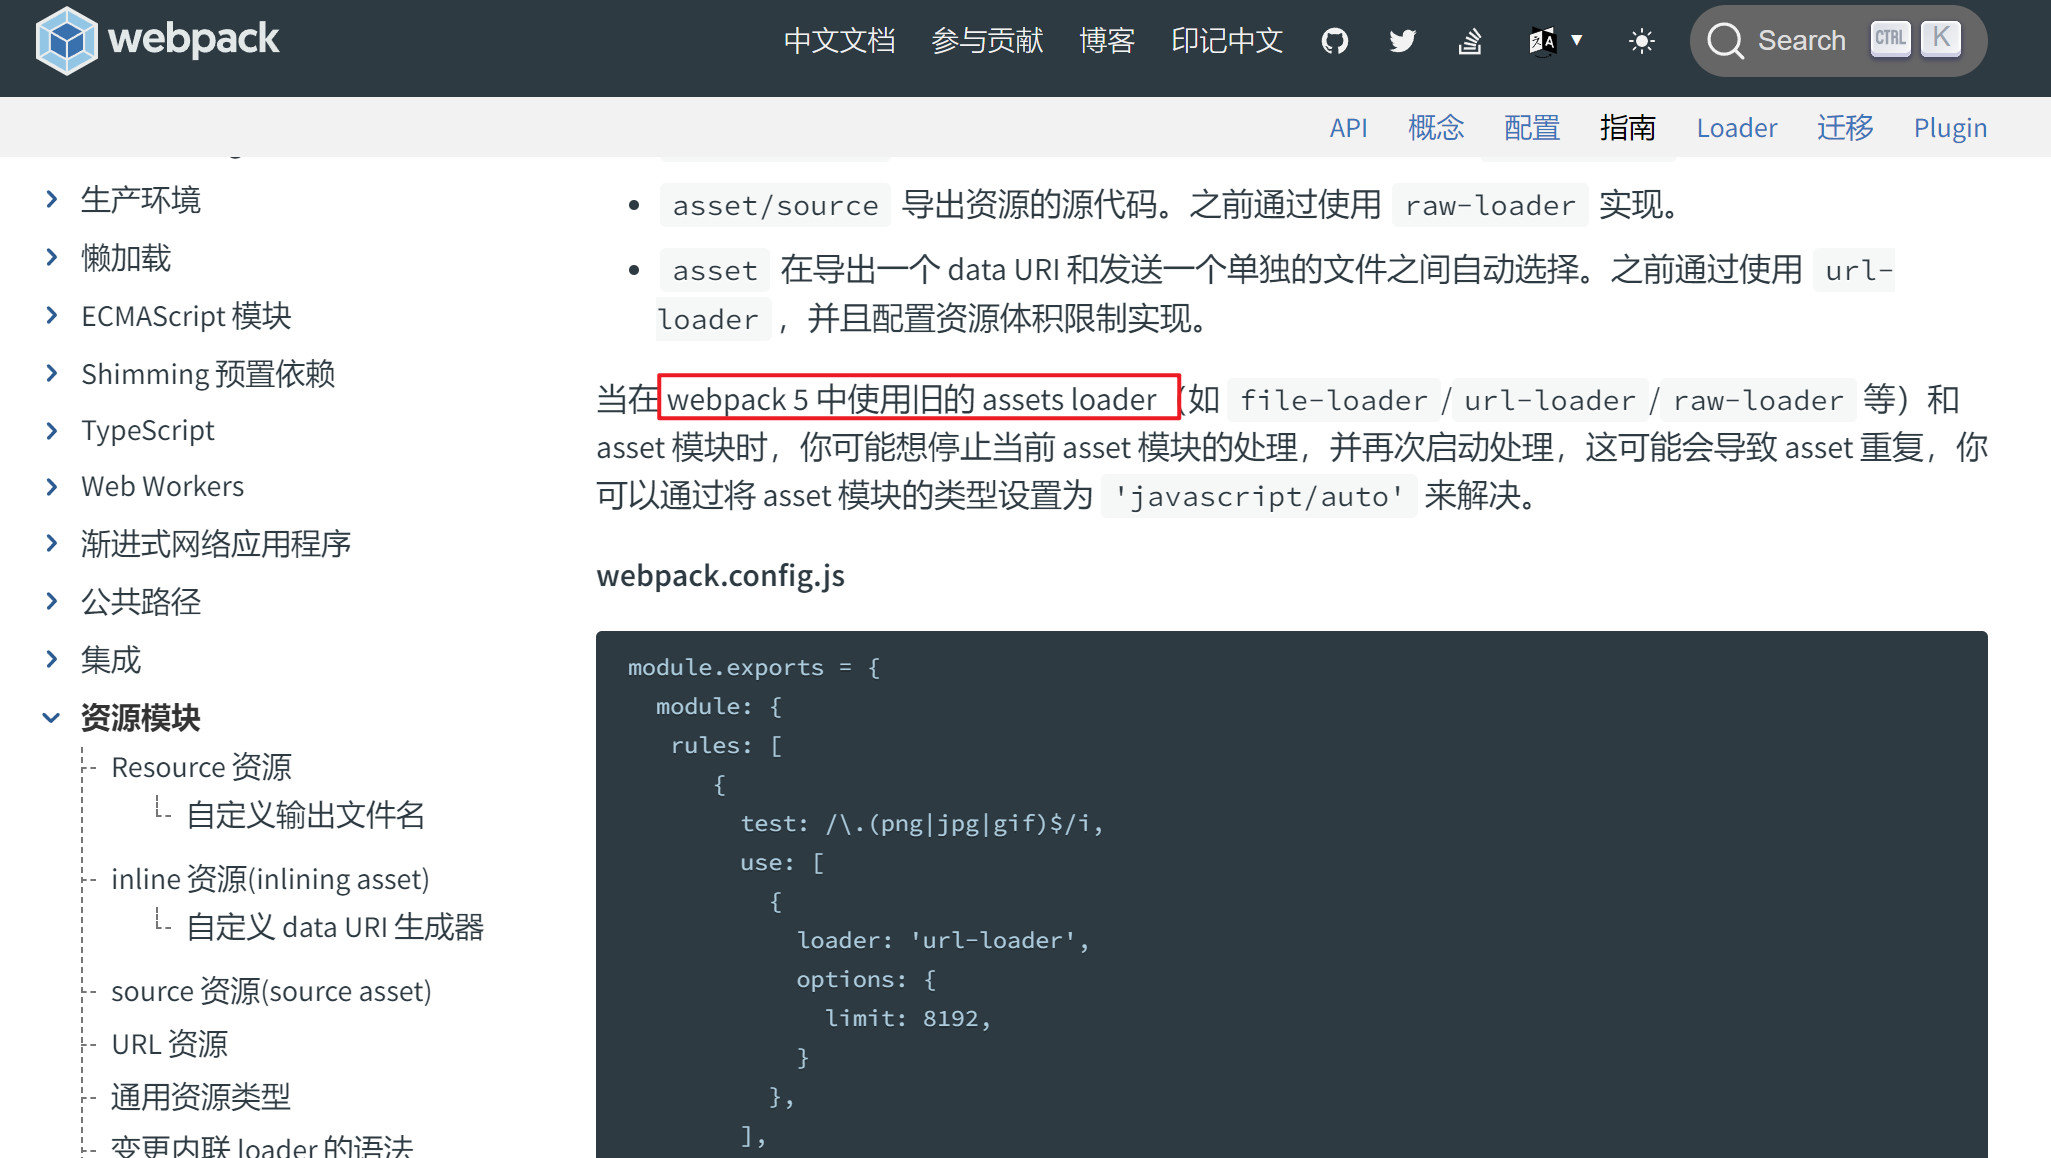 webpack
中文文档 参与贡献 博客 印记中文 Search CTRL K
API 概念 配置 指南 Loader 迁移 Plugin
生产环境
懒加载
ECMAScript 模块
Shimming 预置依赖
TypeScript
Web Workers
渐进式网络应用程序
公共路径
集成
资源模块
Resource 资源
自定义输出文件名
inline 资源(inlining asset)
自定义 data URI 生成器
source 资源(source asset)
URL 资源
通用资源类型
变更内联 loader 的语法
asset/source 导出资源的源代码。之前通过使用 raw-loader 实现。
asset 在导出一个 data URI 和发送一个单独的文件之间自动选择。之前通过使用 url-
loader ，并且配置资源体积限制实现。
当在 webpack 5 中使用旧的 assets loader（如 file-loader/url-loader/raw-loader 等）和
asset 模块时，你可能想停止当前 asset 模块的处理，并再次启动处理，这可能会导致 asset 重复，你
可以通过将 asset 模块的类型设置为 'javascript/auto' 来解决。
webpack.config.js
module.exports = {
module: {
rules: [
{
test: /\.(png|jpg|gif)$/i,
use: [
{
loader: 'url-loader',
options: {
limit: 8192,
}
},
],